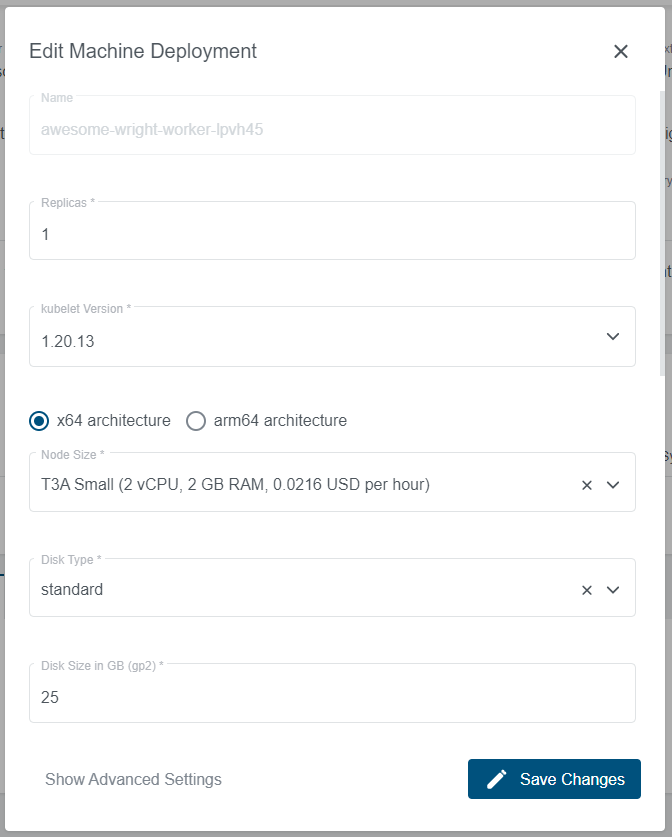 Edit Machine Deployment
Name
awesome-wright-worker-lpvh45
Replicas *
1
kubelet Version *
1.20.13
x64 architecture arm64 architecture
Node Size *
T3A Small (2 vCPU, 2 GB RAM, 0.0216 USD per hour)
Disk Type *
standard
Disk Size in GB (gp2) *
25
Show Advanced Settings
Save Changes